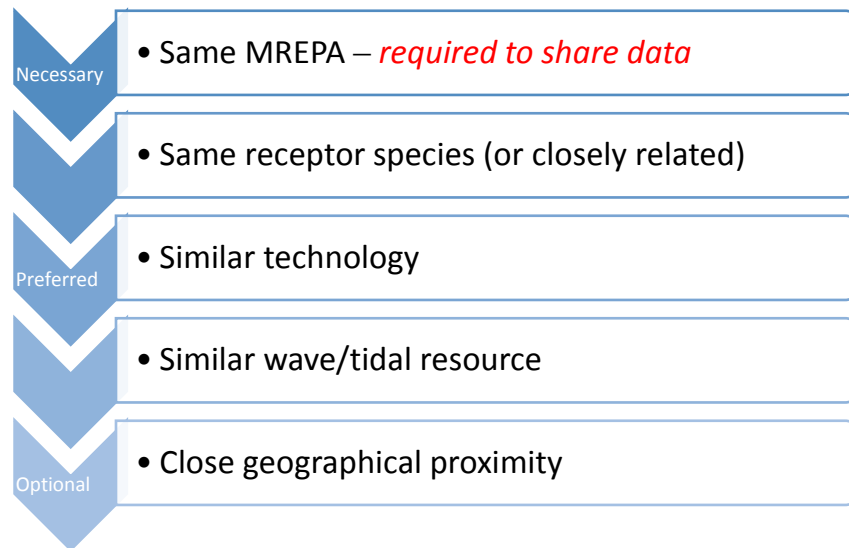 Necessary
• Same MREPA – required to share data
• Same receptor species (or closely related)
Preferred
• Similar technology
• Similar wave/tidal resource
Optional
• Close geographical proximity